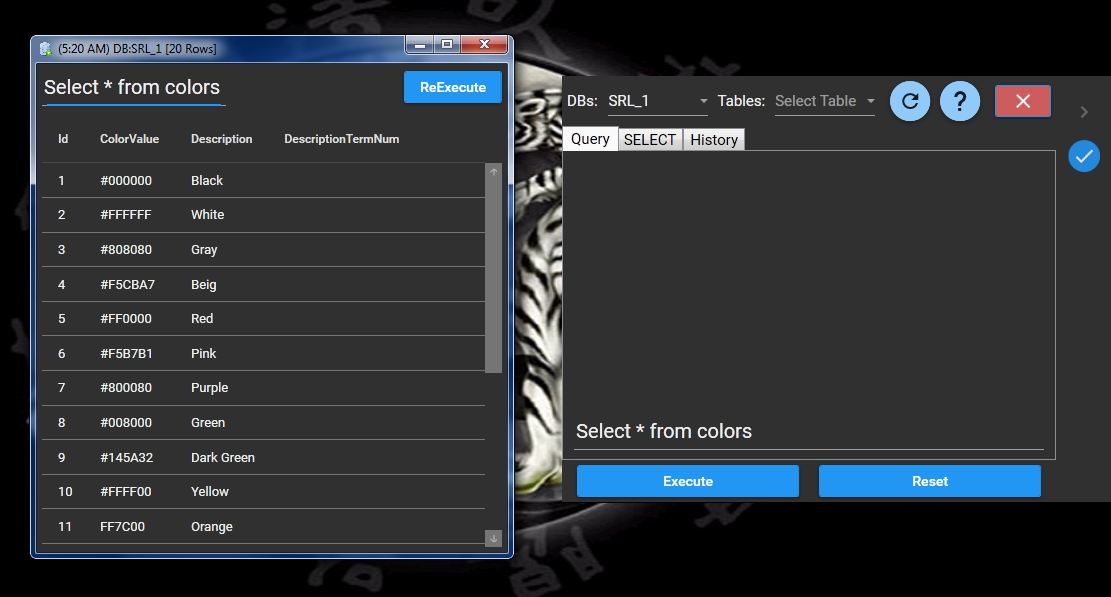 (5:20 AM) DB:SRL_1 [20 Rows]
Select * from colors
ReExecute
Id ColorValue Description DescriptionTermNum
1 #000000 Black
2 #FFFFFF White
3 #808080 Gray
4 #F5CBA7 Beig
5 #FF0000 Red
6 #F5B7B1 Pink
7 #800080 Purple
8 #008000 Green
9 #145A32 Dark Green
10 #FFFF00 Yellow
11 FF7C00 Orange
DBs: SRL_1 Tables: Select Table ?
Query SELECT History
Select * from colors
Execute Reset